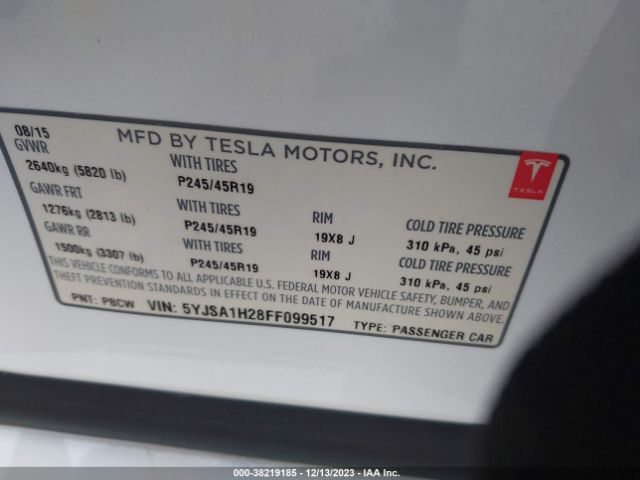 08/15 MFD BY TESLA MOTORS, INC.
GVWR WITH TIRES
2640kg (5820 lb) P245/45R19
GAWR FRT WITH TIRES RIM COLD TIRE PRESSURE
1276kg (2813 lb) P245/45R19 19X8 J 310 kPa, 45 psi
GAWR RR WITH TIRES RIM COLD TIRE PRESSURE
1500kg (3307 lb) P245/45R19 19X8 J 310 kPa, 45 psi
THIS VEHICLE CONFORMS TO ALL APPLICABLE U.S. FEDERAL MOTOR VEHICLE SAFETY, BUMPER, AND
THEFT PREVENTION STANDARDS IN EFFECT ON THE DATE OF MANUFACTURE SHOWN ABOVE.
PNT: PBCW VIN: 5YJSA1H28FF099517 TYPE: PASSENGER CAR
TESLA
000-38219185 - 12/13/2023 - IAA Inc.